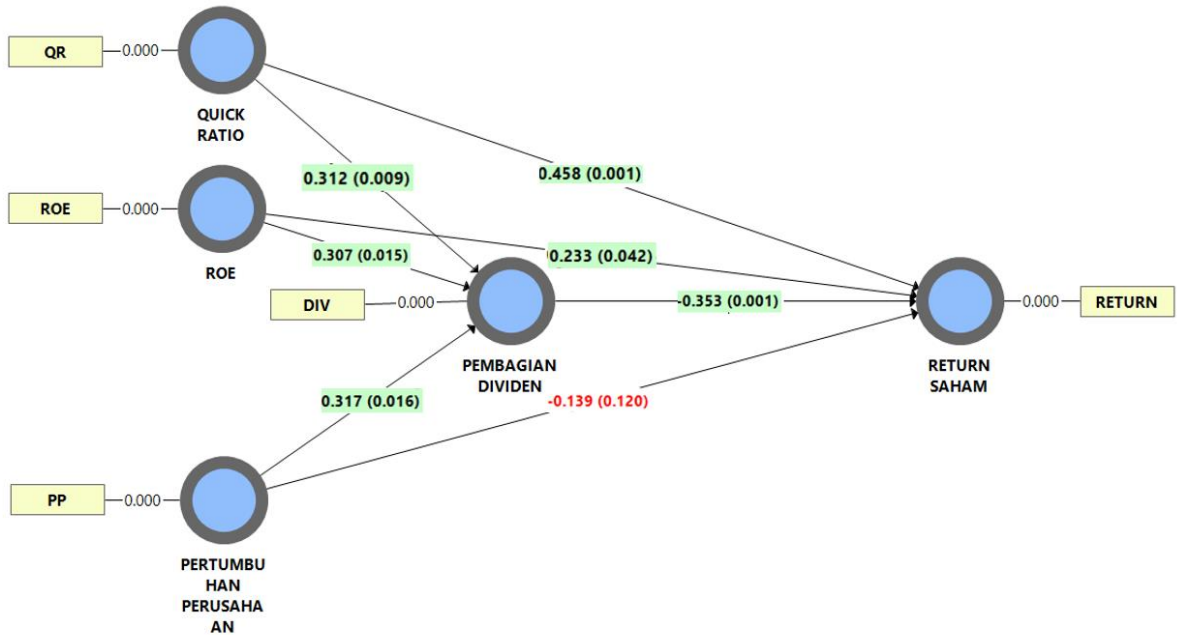 QR
0.000
QUICK
RATIO
0.312 (0.009)
0.458 (0.001)
ROE
0.000
ROE
0.307 (0.015)
0.233 (0.042)
DIV
0.000
PEMBAGIAN
DIVIDEN
-0.353 (0.001)
RETURN
SAHAM
0.000
RETURN
0.317 (0.016)
-0.139 (0.120)
PP
0.000
PERTUMBU
HAN
PERUSAHA
AN